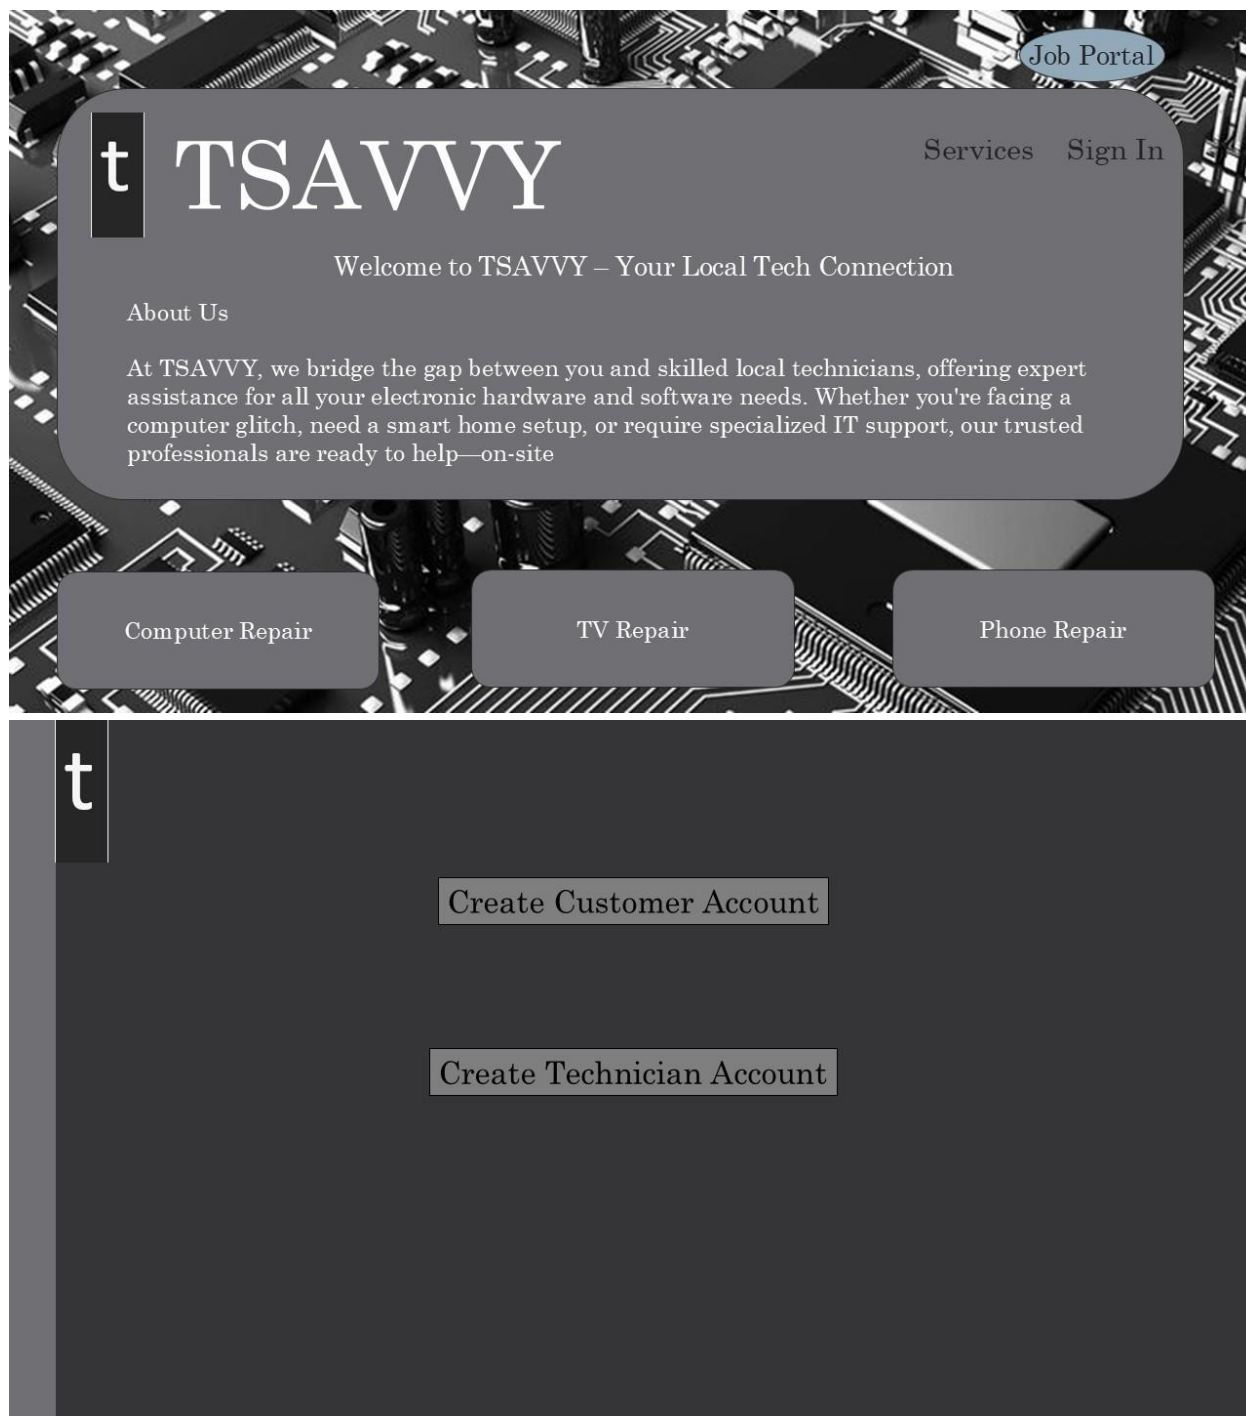 Job Portal
t
TSAVVY
Services
Sign In
Welcome to TSAVVY – Your Local Tech Connection
About Us
At TSAVVY, we bridge the gap between you and skilled local technicians, offering expert
assistance for all your electronic hardware and software needs. Whether you're facing a
computer glitch, need a smart home setup, or require specialized IT support, our trusted
professionals are ready to help—on-site
Computer Repair
TV Repair
Phone Repair
t
Create Customer Account
Create Technician Account